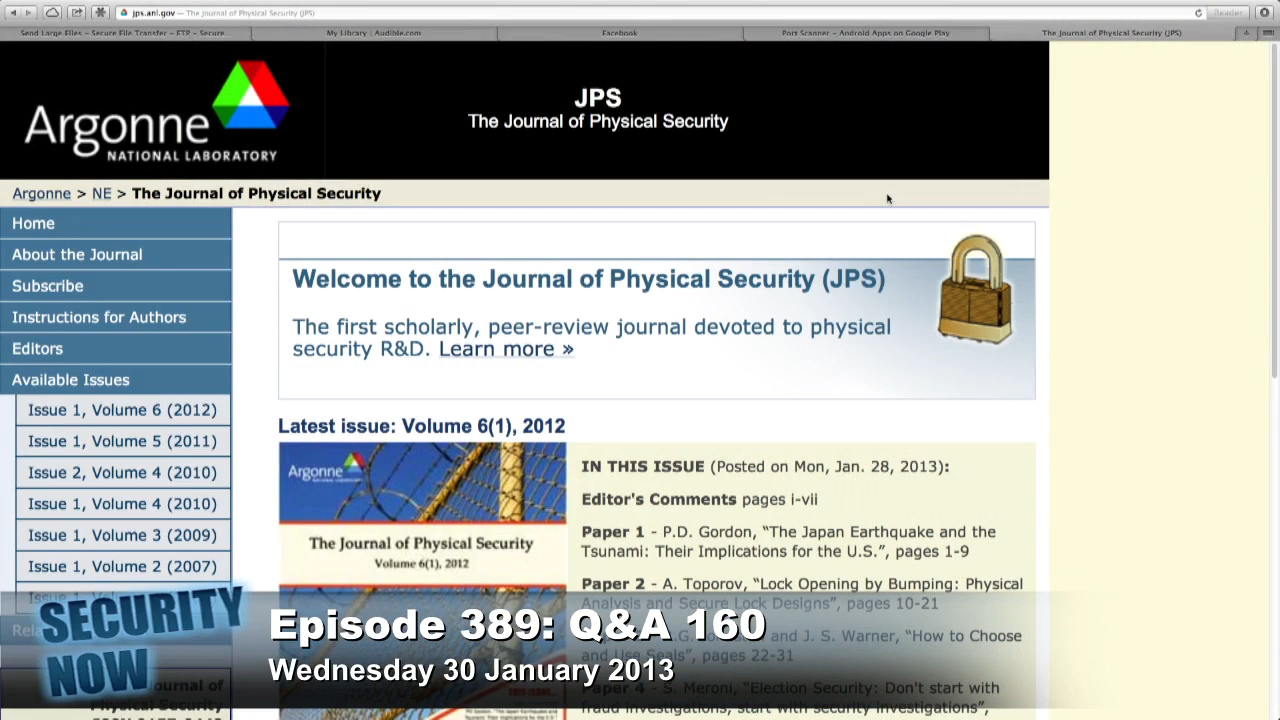 jps.anl.gov — The Journal of Physical Security (JPS)
Reader
Send Large Files – Secure File Transfer – FTP – Secure...
My Library | Audible.com
Facebook
Port Scanner – Android Apps on Google Play
The Journal of Physical Security (JPS)
Argonne
NATIONAL LABORATORY
JPS
The Journal of Physical Security
Argonne > NE > The Journal of Physical Security
Home
About the Journal
Subscribe
Instructions for Authors
Editors
Available Issues
Issue 1, Volume 6 (2012)
Issue 1, Volume 5 (2011)
Issue 2, Volume 4 (2010)
Issue 1, Volume 4 (2010)
Issue 1, Volume 3 (2009)
Issue 1, Volume 2 (2007)
Welcome to the Journal of Physical Security (JPS)
The first scholarly, peer-review journal devoted to physical
security R&D. Learn more »
Latest issue: Volume 6(1), 2012
Argonne
The Journal of Physical Security
Volume 6(1), 2012
THIS ISSUE...
IN THIS ISSUE (Posted on Mon, Jan. 28, 2013):
Editor's Comments pages i-vii
Paper 1 - P.D. Gordon, “The Japan Earthquake and the
Tsunami: Their Implications for the U.S.”, pages 1-9
Paper 2 - A. Toporov, “Lock Opening by Bumping: Physical
Analysis and Secure Lock Designs”, pages 10-21
and J. S. Warner, “How to Choose
and Use Seals”, pages 22-31
Paper 4 - S. Meroni, “Election Security: Don't start with
fraud investigations, start with security investigations”,
SECURITY
NOW
Episode 389: Q&A 160
Wednesday 30 January 2013
ournal of
Physical Security